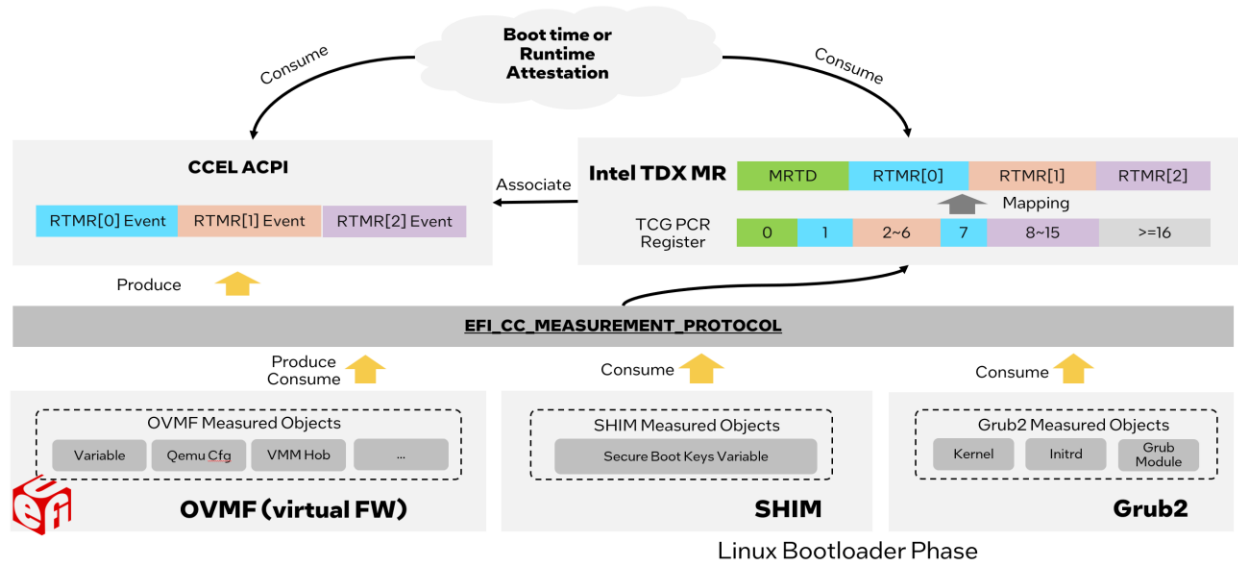 Boot time or
Runtime
Attestation
Consume
Consume
CCEL ACPI
RTMR[0] Event RTMR[1] Event RTMR[2] Event
Associate
Intel TDX MR
MRTD RTMR[0] RTMR[1] RTMR[2]
Mapping
TCG PCR
Register
0 1 2~6 7 8~15 >=16
Produce
EFI_CC_MEASUREMENT_PROTOCOL
Produce
Consume
Consume
Consume
OVMF Measured Objects
Variable Qemu Cfg VMM Hob ...
OVMF (virtual FW)
SHIM Measured Objects
Secure Boot Keys Variable
SHIM
Grub2 Measured Objects
Kernel Initrd Grub
Module
Grub2
UEFI
Linux Bootloader Phase